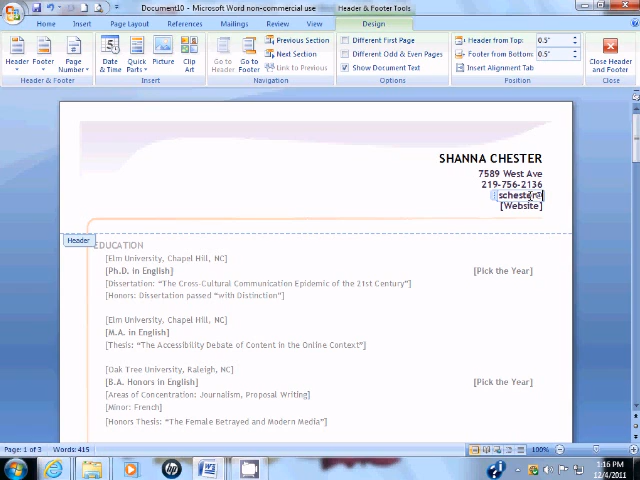 Document10 - Microsoft Word non-commercial use
Header & Footer Tools
Home Insert Page Layout References Mailings Review View Design
Header Footer Page Number
Header & Footer
Date & Time Quick Parts Picture Clip Art
Insert
Go to Header Go to Footer
Previous Section
Next Section
Link to Previous
Navigation
Different First Page
Different Odd & Even Pages
Show Document Text
Options
Header from Top: 0.5"
Footer from Bottom: 0.5"
Insert Alignment Tab
Position
Close Header and Footer
Close
SHANNA CHESTER
7589 West Ave
219-756-2136
schester@
[Website]
Header
EDUCATION
[Elm University, Chapel Hill, NC]
[Ph.D. in English] [Pick the Year]
[Dissertation: “The Cross-Cultural Communication Epidemic of the 21st Century”]
[Honors: Dissertation passed “with Distinction”]
[Elm University, Chapel Hill, NC]
[M.A. in English]
[Thesis: “The Accessibility Debate of Content in the Online Context”]
[Oak Tree University, Raleigh, NC]
[B.A. Honors in English] [Pick the Year]
[Areas of Concentration: Journalism, Proposal Writing]
[Minor: French]
[Honors Thesis: “The Female Betrayed and Modern Media”]
Page: 1 of 3 Words: 415 100%
1:16 PM
12/4/2011